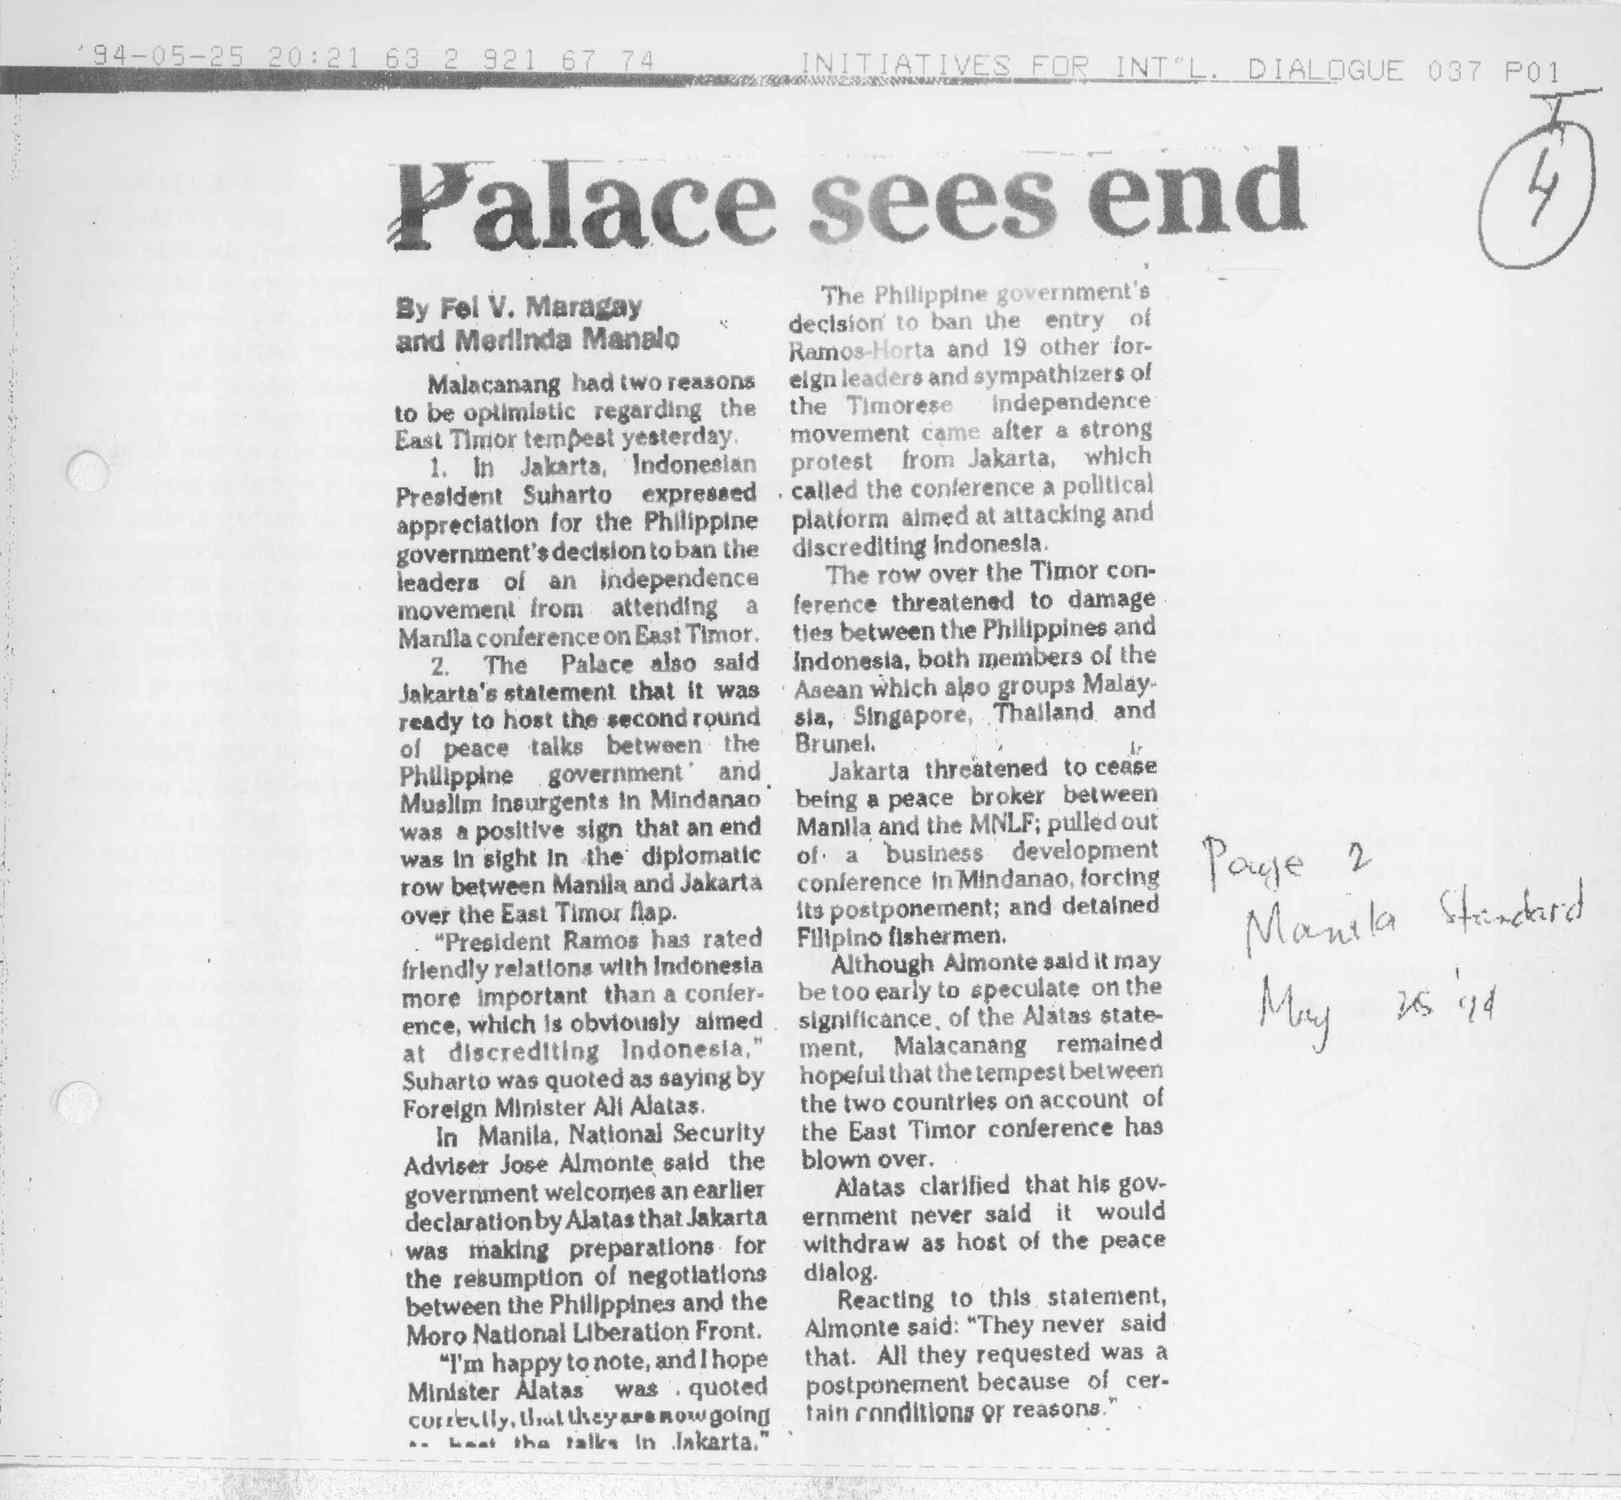 '94-05-25 20:21 63 2 921 67 74 INITIATIVES FOR INT"L. DIALOGUE 037 P01
4
Palace sees end
By Fel V. Maragay
and Merlinda Manalo
Malacanang had two reasons
to be optimistic regarding the
East Timor tempest yesterday.
1. In Jakarta, Indonesian
President Suharto expressed
appreciation for the Philippine
government's decision to ban the
leaders of an independence
movement from attending a
Manila conference on East Timor.
2. The Palace also said
Jakarta's statement that it was
ready to host the second round
of peace talks between the
Philippine government and
Muslim insurgents in Mindanao
was a positive sign that an end
was in sight in the diplomatic
row between Manila and Jakarta
over the East Timor flap.
"President Ramos has rated
friendly relations with Indonesia
more important than a confer-
ence, which is obviously aimed
at discrediting Indonesia,"
Suharto was quoted as saying by
Foreign Minister Ali Alatas.
In Manila, National Security
Adviser Jose Almonte said the
government welcomes an earlier
declaration by Alatas that Jakarta
was making preparations for
the resumption of negotiations
between the Philippines and the
Moro National Liberation Front.
"I'm happy to note, and I hope
Minister Alatas was quoted
correctly, that they are now going
to host the talks in Jakarta."
The Philippine government's
decision to ban the entry of
Ramos-Horta and 19 other for-
eign leaders and sympathizers of
the Timorese independence
movement came after a strong
protest from Jakarta, which
called the conference a political
platform aimed at attacking and
discrediting Indonesia.
The row over the Timor con-
ference threatened to damage
ties between the Philippines and
Indonesia, both members of the
Asean which also groups Malay-
sia, Singapore, Thailand and
Brunei.
Jakarta threatened to cease
being a peace broker between
Manila and the MNLF; pulled out
of a business development
conference in Mindanao, forcing
its postponement; and detained
Filipino fishermen.
Although Almonte said it may
be too early to speculate on the
significance of the Alatas state-
ment, Malacanang remained
hopeful that the tempest between
the two countries on account of
the East Timor conference has
blown over.
Alatas clarified that his gov-
ernment never said it would
withdraw as host of the peace
dialog.
Reacting to this statement,
Almonte said: "They never said
that. All they requested was a
postponement because of cer-
tain conditions or reasons."
Page 2
Manila Standard
May 25 '94